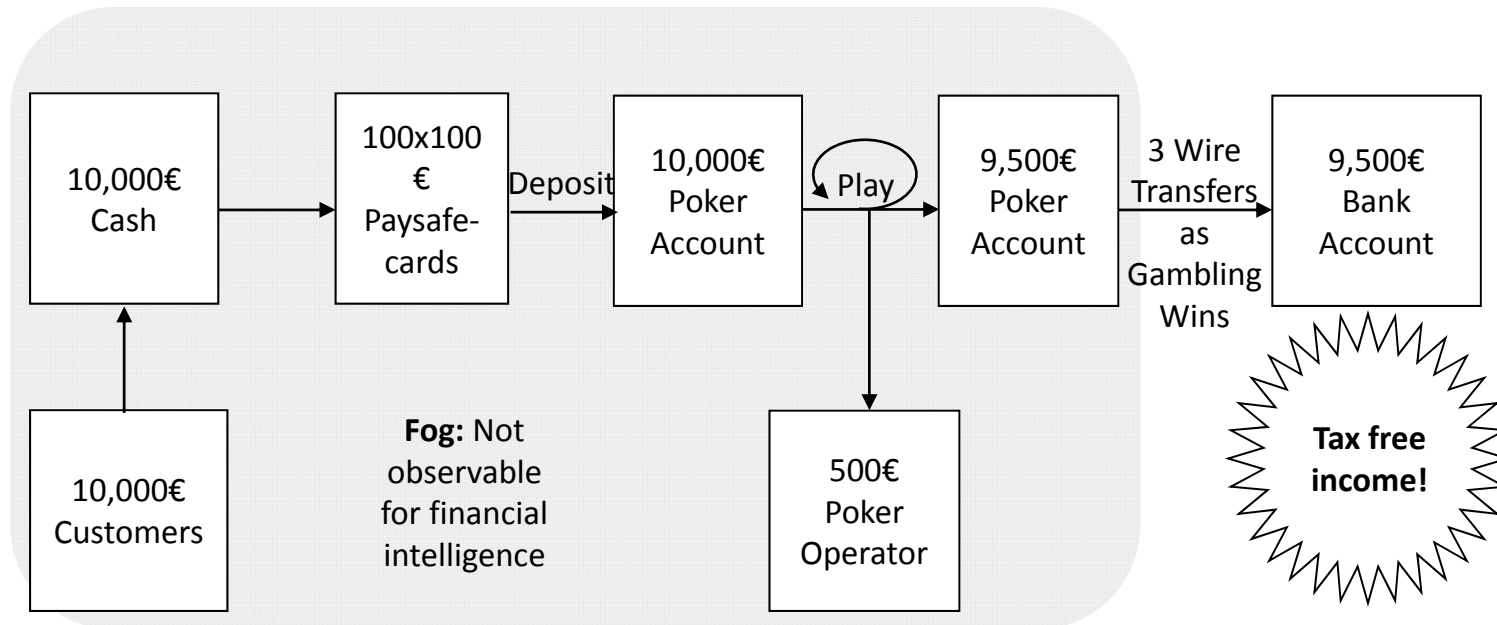 10,000€
Cash
100x100
€
Paysafe-
cards
Deposit
10,000€
Poker
Account
Play
9,500€
Poker
Account
3 Wire
Transfers
as
Gambling
Wins
9,500€
Bank
Account
10,000€
Customers
Fog: Not
observable
for financial
intelligence
500€
Poker
Operator
Tax free
income!